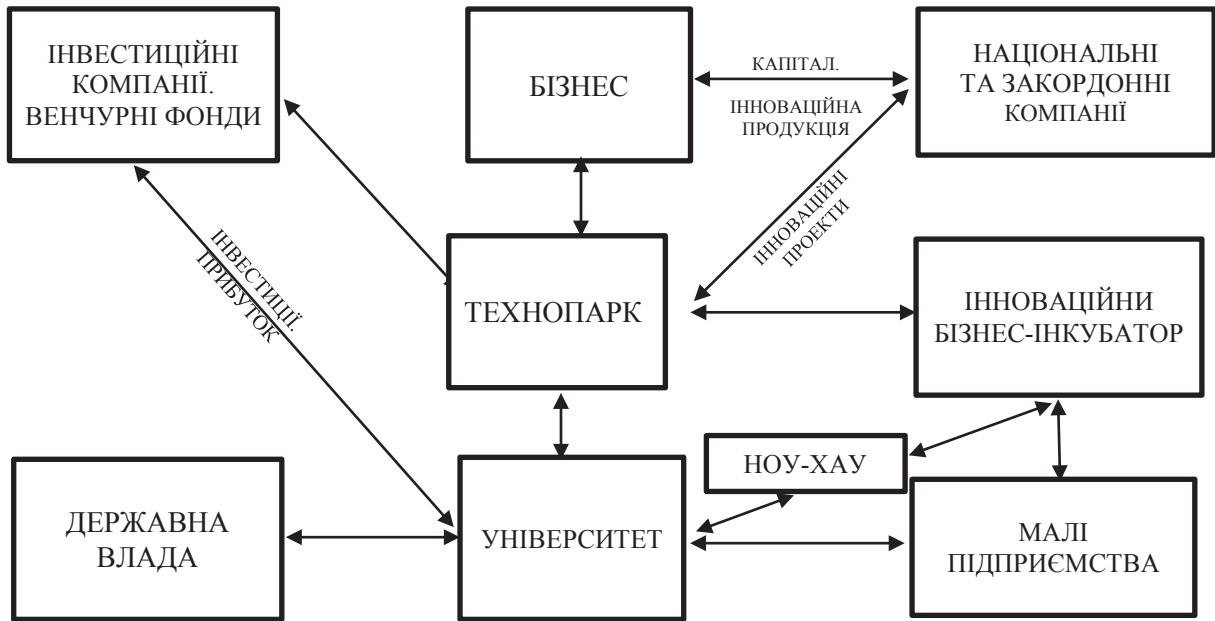 ІНВЕСТИЦІЙНІ
КОМПАНІЇ.
ВЕНЧУРНІ ФОНДИ
БІЗНЕС
КАПІТАЛ.
ІННОВАЦІЙНА
ПРОДУКЦІЯ
НАЦІОНАЛЬНІ
ТА ЗАКОРДОННІ
КОМПАНІЇ
ІННОВАЦІЙНІ
ПРОЕКТИ
ІНВЕСТИЦІЇ.
ПРИБУТОК
ТЕХНОПАРК
ІННОВАЦІЙНИ
БІЗНЕС-ІНКУБАТОР
НОУ-ХАУ
ДЕРЖАВНА
ВЛАДА
УНІВЕРСИТЕТ
МАЛІ
ПІДПРИЄМСТВА